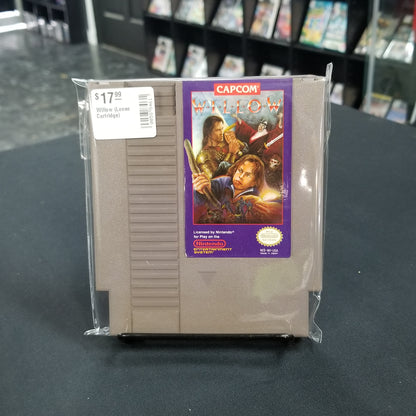 $17.99
Willow (Loose
Cartridge)
CAPCOM
WILLOW
Licensed by Nintendo®
for Play on the
Nintendo
ENTERTAINMENT
SYSTEM